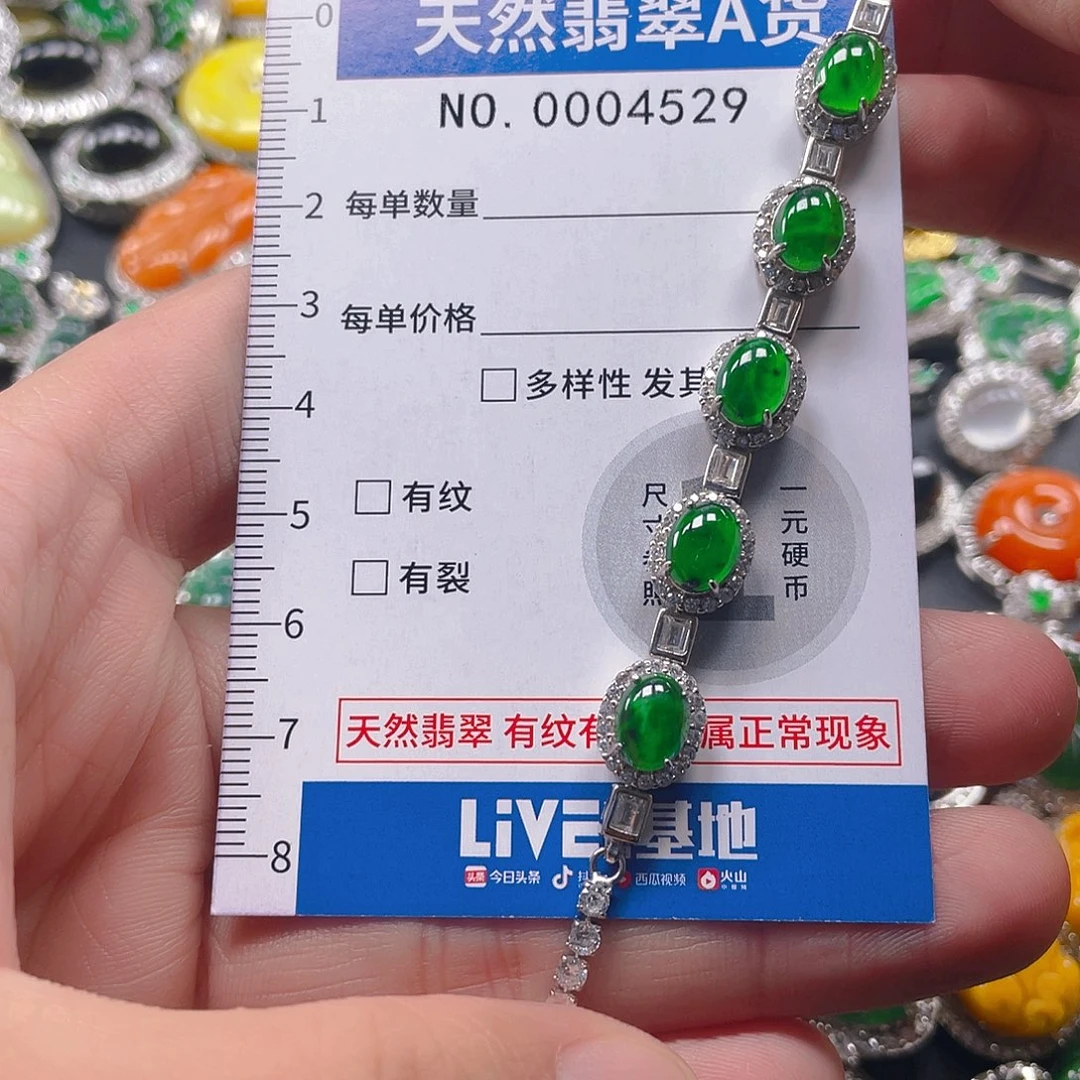 天然翡翠A货
NO. 0004529
每单数量
每单价格
多样性 发其
有纹
有裂
尺寸
照
一元硬币
天然翡翠 有纹有
属正常现象
LiVE基地
头条 今日头条
西瓜视频
火山
0
1
2
3
4
5
6
7
8